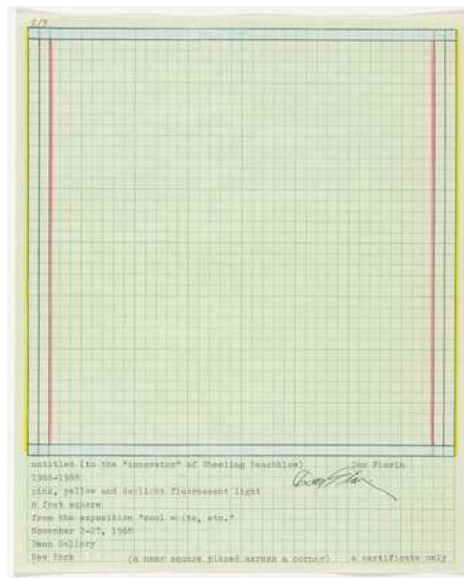 2/3
untitled (to the "innovator" of Wheeling Peachblow) Dan Flavin
1966-1968
pink, yellow and daylight fluorescent light
8 foot square
from the exposition "cool white, etc."
November 2-27, 1968
Dwan Gallery
New York (a near square placed across a corner) a certificate only